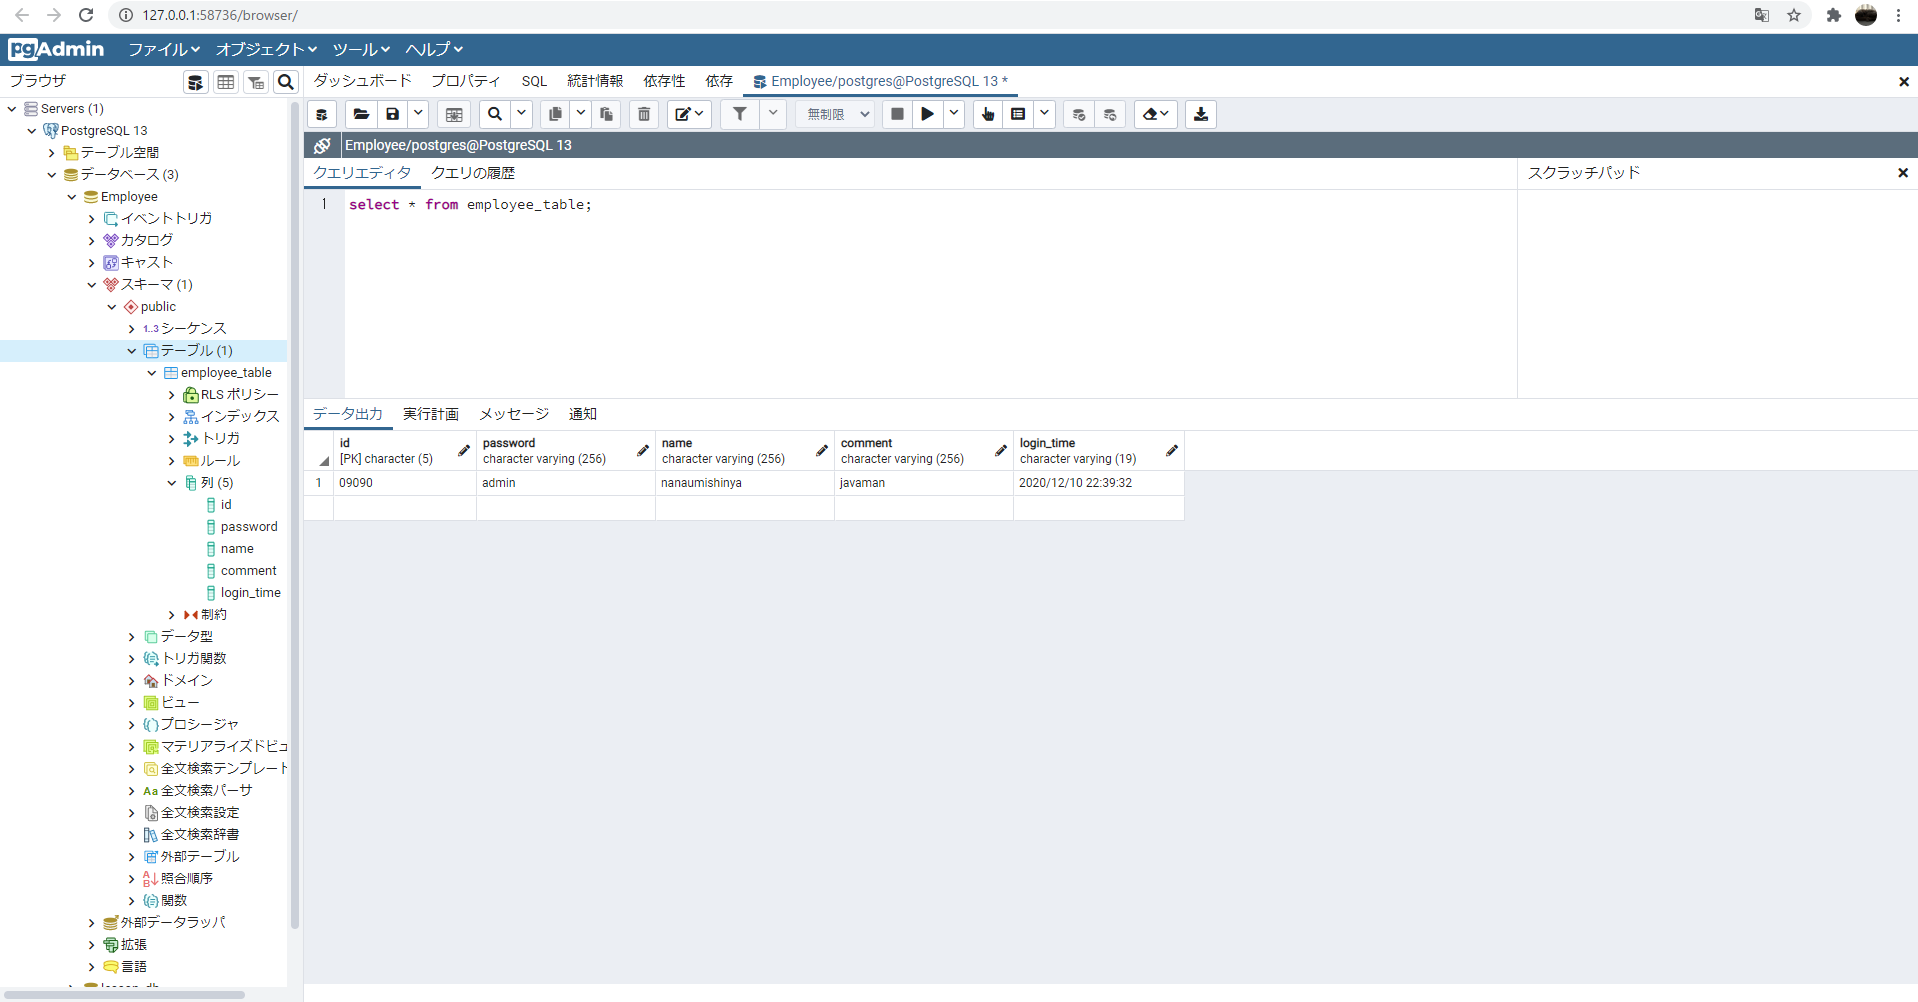 127.0.0.1:58736/browser/
pgAdmin ファイル オブジェクト ツール ヘルプ
ブラウザ
Servers (1)
PostgreSQL 13
テーブル空間
データベース (3)
Employee
イベントトリガ
カタログ
キャスト
スキーマ (1)
public
1..3 シーケンス
テーブル (1)
employee_table
RLS ポリシー
インデックス
トリガ
ルール
列 (5)
id
password
name
comment
login_time
制約
データ型
トリガ関数
ドメイン
ビュー
プロシージャ
マテリアライズドビュ
全文検索テンプレート
Aa 全文検索パーサ
全文検索設定
全文検索辞書
外部テーブル
照合順序
関数
外部データラッパ
拡張
言語
ダッシュボード プロパティ SQL 統計情報 依存性 依存 Employee/postgres@PostgreSQL 13 *
無制限
Employee/postgres@PostgreSQL 13
クエリエディタ クエリの履歴
スクラッチパッド
1 select * from employee_table;
データ出力 実行計画 メッセージ 通知
id password name comment login_time
[PK] character (5) character varying (256) character varying (256) character varying (256) character varying (19)
1 09090 admin nanaumishinya javaman 2020/12/10 22:39:32